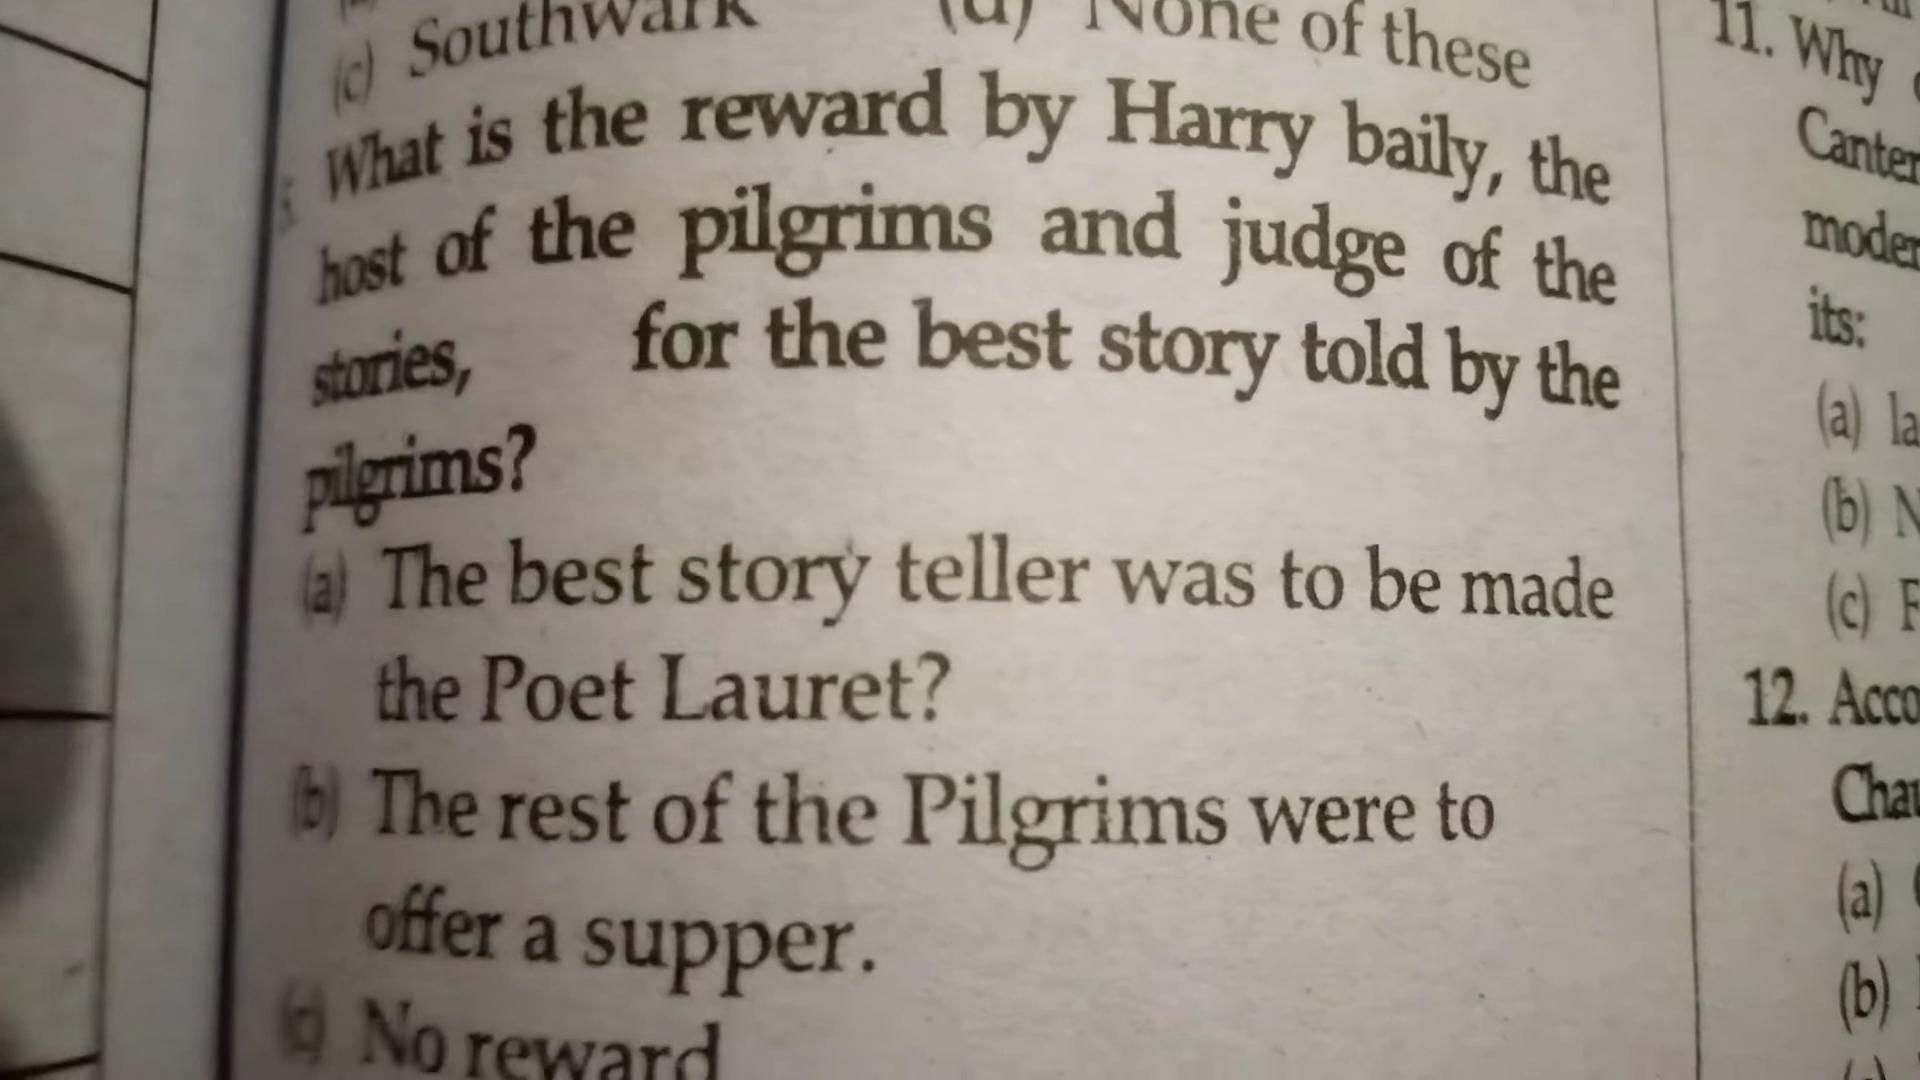 (c) Southwark (d) None of these
What is the reward by Harry baily, the
host of the pilgrims and judge of the
stories, for the best story told by the
pilgrims?
(a) The best story teller was to be made
the Poet Lauret?
(b) The rest of the Pilgrims were to
offer a supper.
No reward
11. Why
Canter
moder
its:
(a) la
(b) N
(c) F
12. Acco
Chau
(a)
(b)